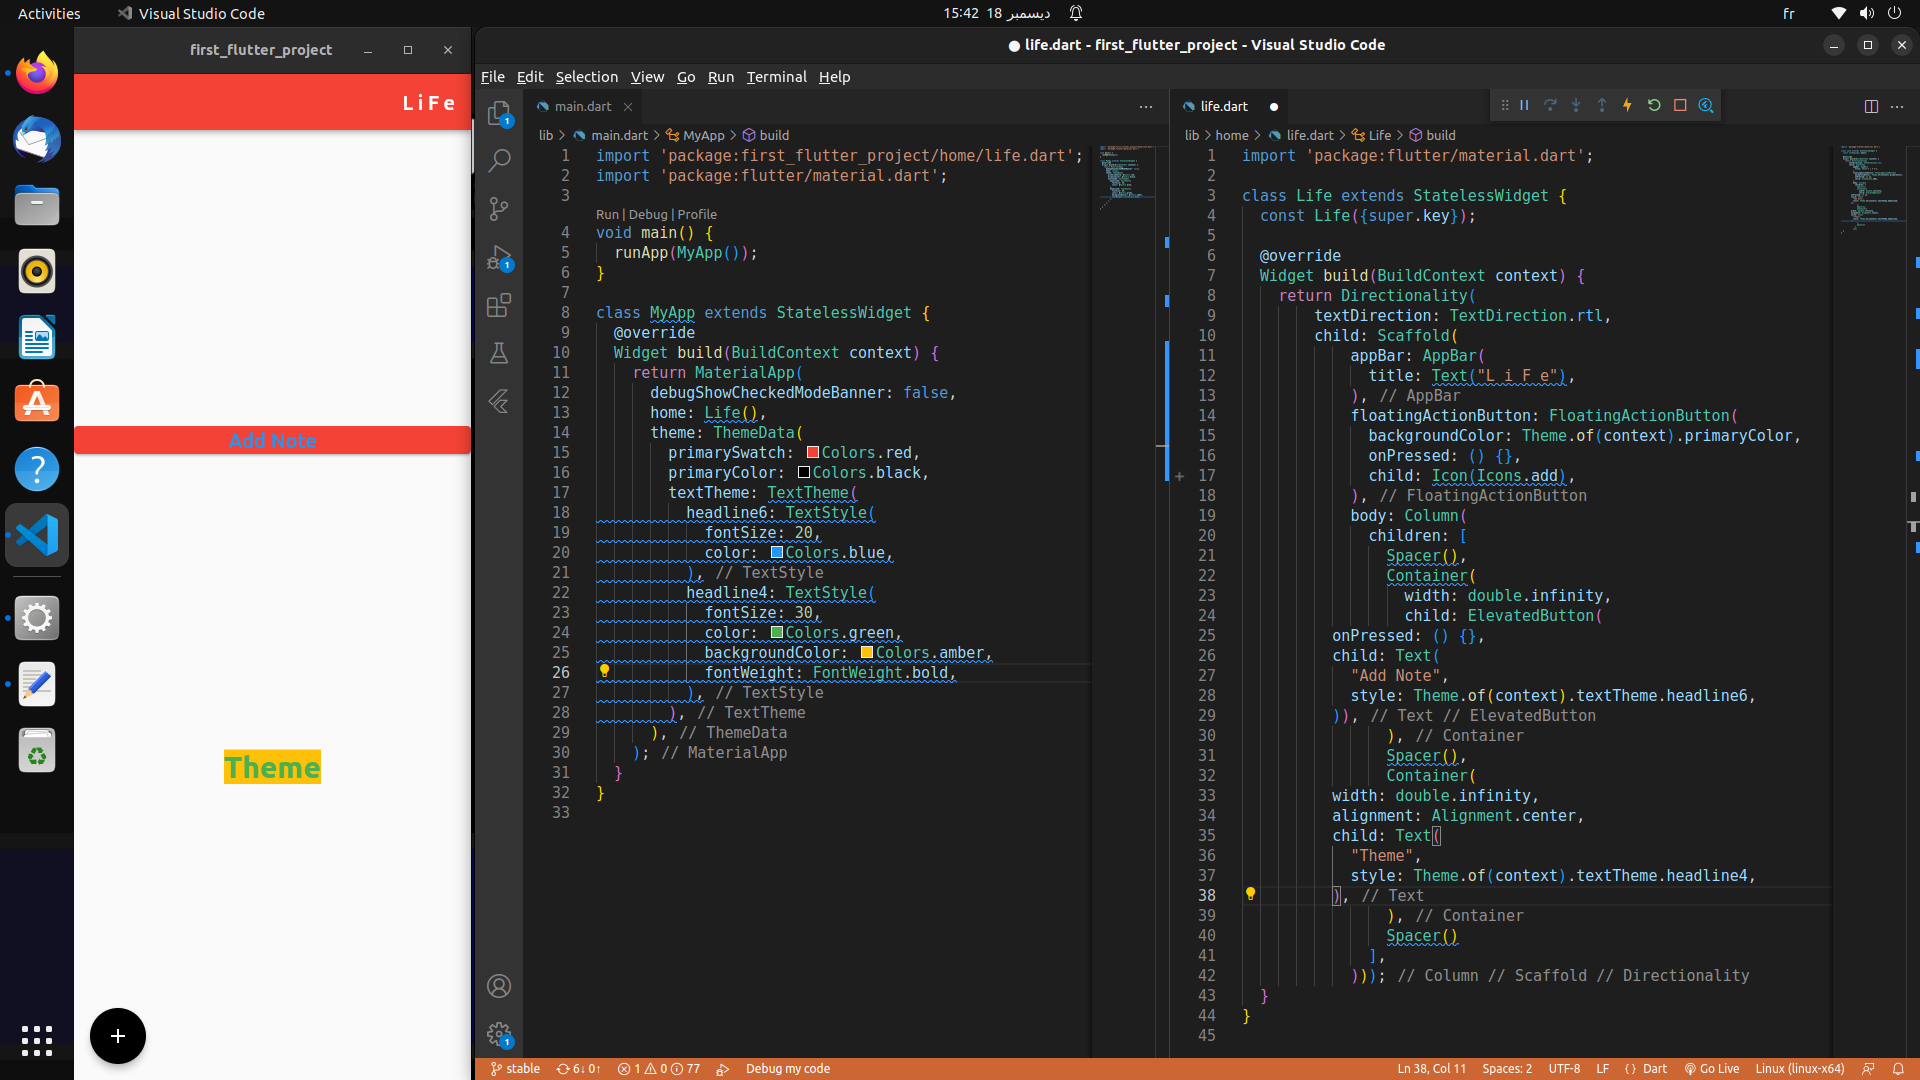 Activities
Visual Studio Code
15:42  18 ديسمبر
fr
first_flutter_project
L i F e
Add Note
Theme
life.dart - first_flutter_project - Visual Studio Code
File Edit Selection View Go Run Terminal Help
main.dart
lib > main.dart > MyApp > build
1 import 'package:first_flutter_project/home/life.dart';
2 import 'package:flutter/material.dart';
3
Run | Debug | Profile
4 void main() {
5   runApp(MyApp());
6 }
7
8 class MyApp extends StatelessWidget {
9   @override
10   Widget build(BuildContext context) {
11     return MaterialApp(
12       debugShowCheckedModeBanner: false,
13       home: Life(),
14       theme: ThemeData(
15         primarySwatch: Colors.red,
16         primaryColor: Colors.black,
17         textTheme: TextTheme(
18           headline6: TextStyle(
19             fontSize: 20,
20             color: Colors.blue,
21           ), // TextStyle
22           headline4: TextStyle(
23             fontSize: 30,
24             color: Colors.green,
25             backgroundColor: Colors.amber,
26             fontWeight: FontWeight.bold,
27           ), // TextStyle
28         ), // TextTheme
29       ), // ThemeData
30     ); // MaterialApp
31   }
32 }
33
life.dart
lib > home > life.dart > Life > build
1 import 'package:flutter/material.dart';
2
3 class Life extends StatelessWidget {
4   const Life({super.key});
5
6   @override
7   Widget build(BuildContext context) {
8     return Directionality(
9         textDirection: TextDirection.rtl,
10         child: Scaffold(
11             appBar: AppBar(
12               title: Text("L i F e"),
13             ), // AppBar
14             floatingActionButton: FloatingActionButton(
15               backgroundColor: Theme.of(context).primaryColor,
16               onPressed: () {},
17               child: Icon(Icons.add),
18             ), // FloatingActionButton
19             body: Column(
20               children: [
21                 Spacer(),
22                 Container(
23                   width: double.infinity,
24                   child: ElevatedButton(
25           onPressed: () {},
26           child: Text(
27             "Add Note",
28             style: Theme.of(context).textTheme.headline6,
29           )), // Text // ElevatedButton
30                 ), // Container
31                 Spacer(),
32                 Container(
33           width: double.infinity,
34           alignment: Alignment.center,
35           child: Text(
36             "Theme",
37             style: Theme.of(context).textTheme.headline4,
38           ), // Text
39                 ), // Container
40                 Spacer()
41               ],
42             ))); // Column // Scaffold // Directionality
43   }
44 }
45
stable 6↓ 0↑ 1 0 77 Debug my code
Ln 38, Col 11 Spaces: 2 UTF-8 LF {} Dart Go Live Linux (linux-x64)